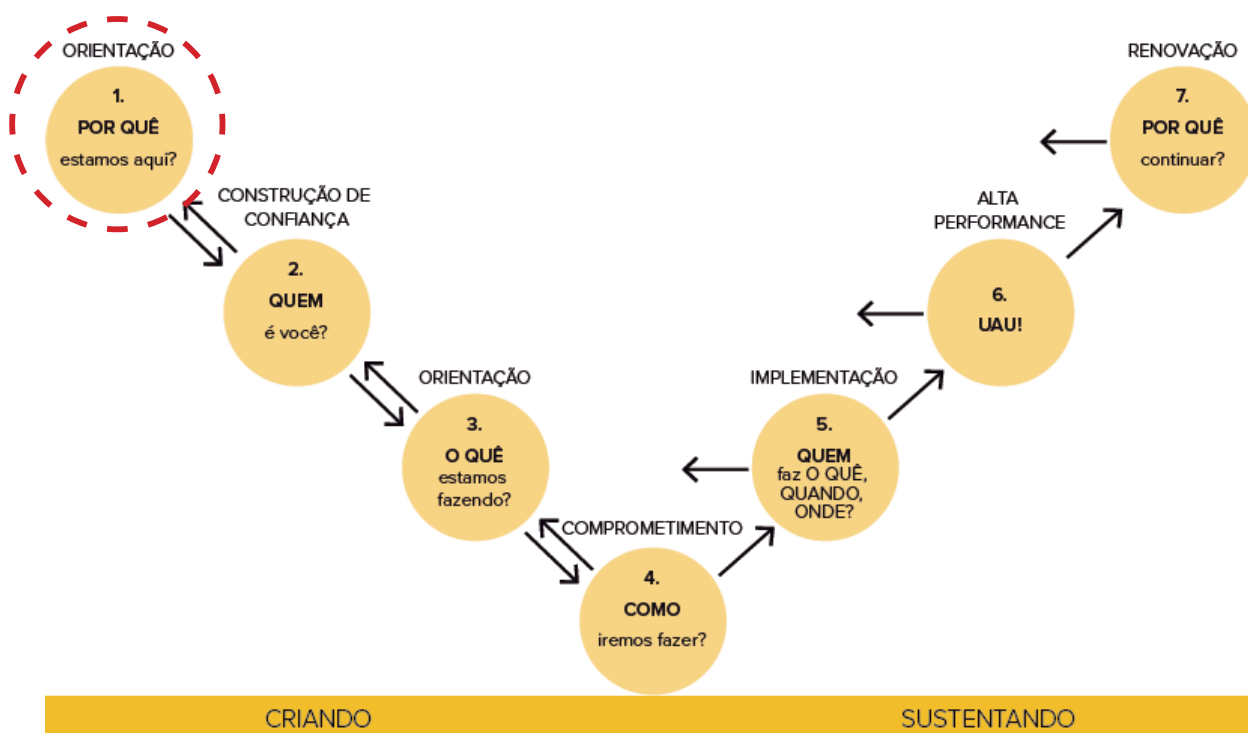 ORIENTAÇÃO
1.
POR QUÊ
estamos aqui?
CONSTRUÇÃO DE
CONFIANÇA
2.
QUEM
é você?
ORIENTAÇÃO
3.
O QUÊ
estamos
fazendo?
COMPROMETIMENTO
4.
COMO
iremos fazer?
IMPLEMENTAÇÃO
5.
QUEM
faz O QUÊ,
QUANDO,
ONDE?
ALTA
PERFORMANCE
6.
UAU!
RENOVAÇÃO
7.
POR QUÊ
continuar?
CRIANDO
SUSTENTANDO